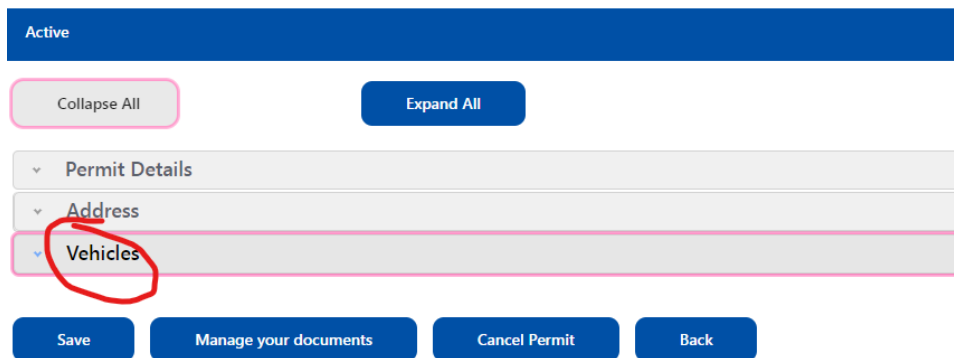 Active
Collapse All Expand All
Permit Details
Address
Vehicles
Save Manage your documents Cancel Permit Back